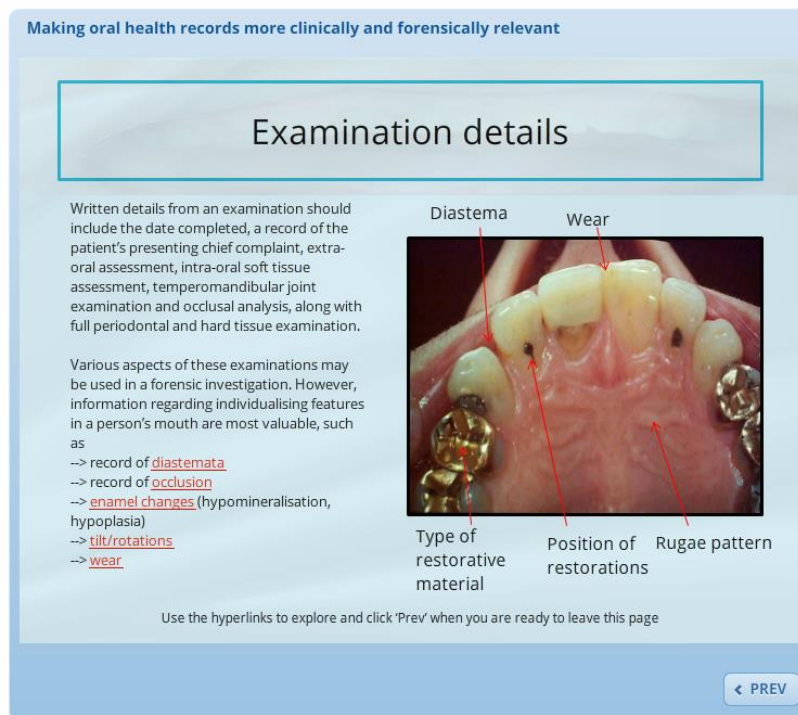 Making oral health records more clinically and forensically relevant
Examination details
Written details from an examination should
include the date completed, a record of the
patient's presenting chief complaint, extra-
oral assessment, intra-oral soft tissue
assessment, temperomandibular joint
examination and occlusal analysis, along with
full periodontal and hard tissue examination.
Various aspects of these examinations may
be used in a forensic investigation. However,
information regarding individualising features
in a person's mouth are most valuable, such
as
--> record of diastemata
--> record of occlusion
--> enamel changes (hypomineralisation,
hypoplasia)
--> tilt/rotations
--> wear
Diastema
Wear
Type of
restorative
material
Position of
restorations
Rugae pattern
Use the hyperlinks to explore and click ‘Prev’ when you are ready to leave this page
PREV